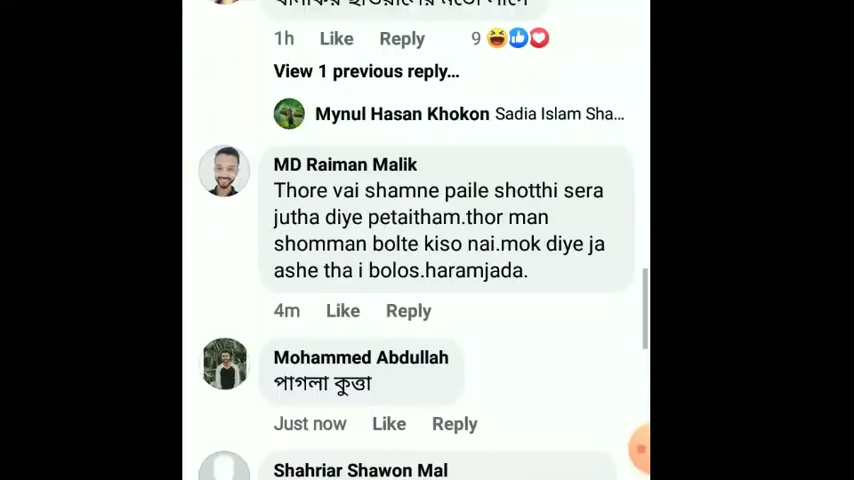 1h Like Reply 9
View 1 previous reply...
Mynul Hasan Khokon Sadia Islam Sha...
MD Raiman Malik
Thore vai shamne paile shotthi sera
jutha diye petaitham.thor man
shomman bolte kiso nai.mok diye ja
ashe tha i bolos.haramjada.
4m Like Reply
Mohammed Abdullah
পাগলা কুত্তা
Just now Like Reply
Shahriar Shawon Mal